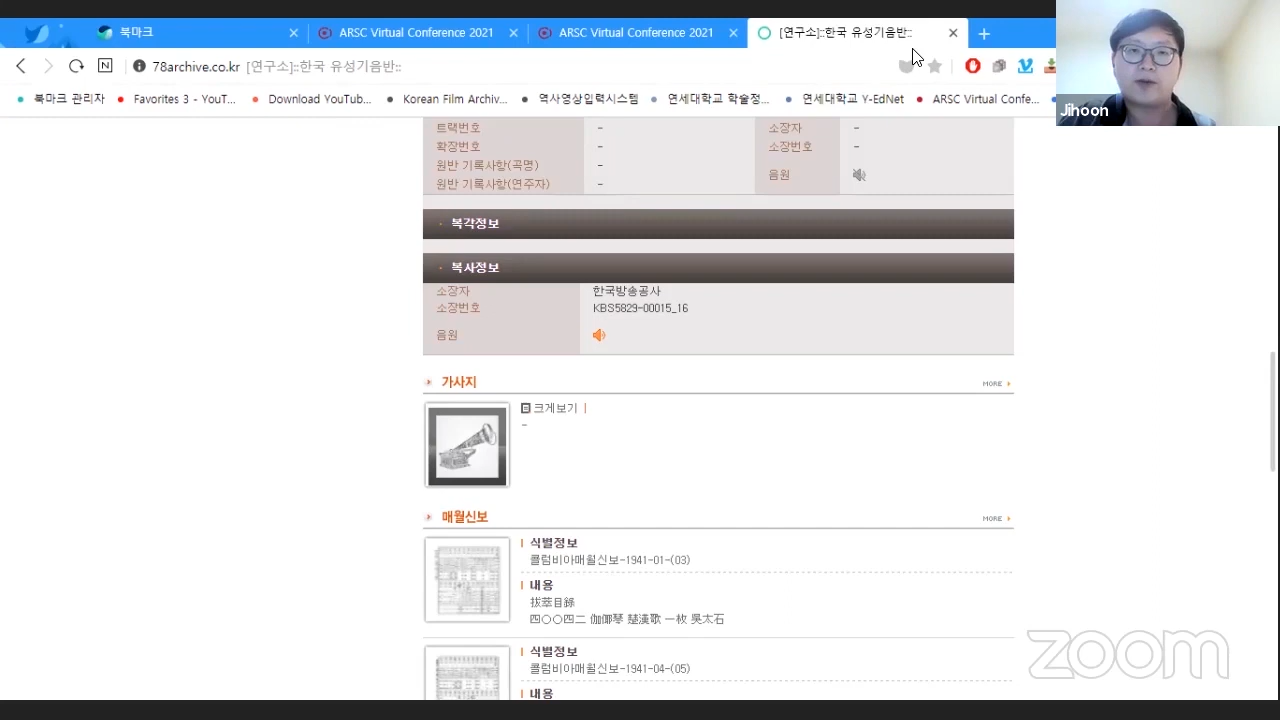 북마크
ARSC Virtual Conference 2021
ARSC Virtual Conference 2021
[연구소]::한국 유성기음반::
78archive.co.kr [연구소]::한국 유성기음반::
북마크 관리자
Favorites 3 - YouT...
Download YouTub...
Korean Film Archiv...
역사영상입력시스템
연세대학교 학술정...
연세대학교 Y-EdNet
ARSC Virtual Confe...
Jihoon
트랙번호 -
소장자 -
확장번호 -
소장번호 -
원반 기록사항(곡명) -
음원
원반 기록사항(연주자) -
복각정보
복사정보
소장자 한국방송공사
소장번호 KBS5829-00015_16
음원
가사지
MORE
크게보기 |
-
매월신보
MORE
식별정보
콜럼비아매월신보-1941-01-(03)
내용
拔萃目錄
四〇〇四二 伽倻琴 楚漢歌 一枚 吳太石
식별정보
콜럼비아매월신보-1941-04-(05)
내용
zoom